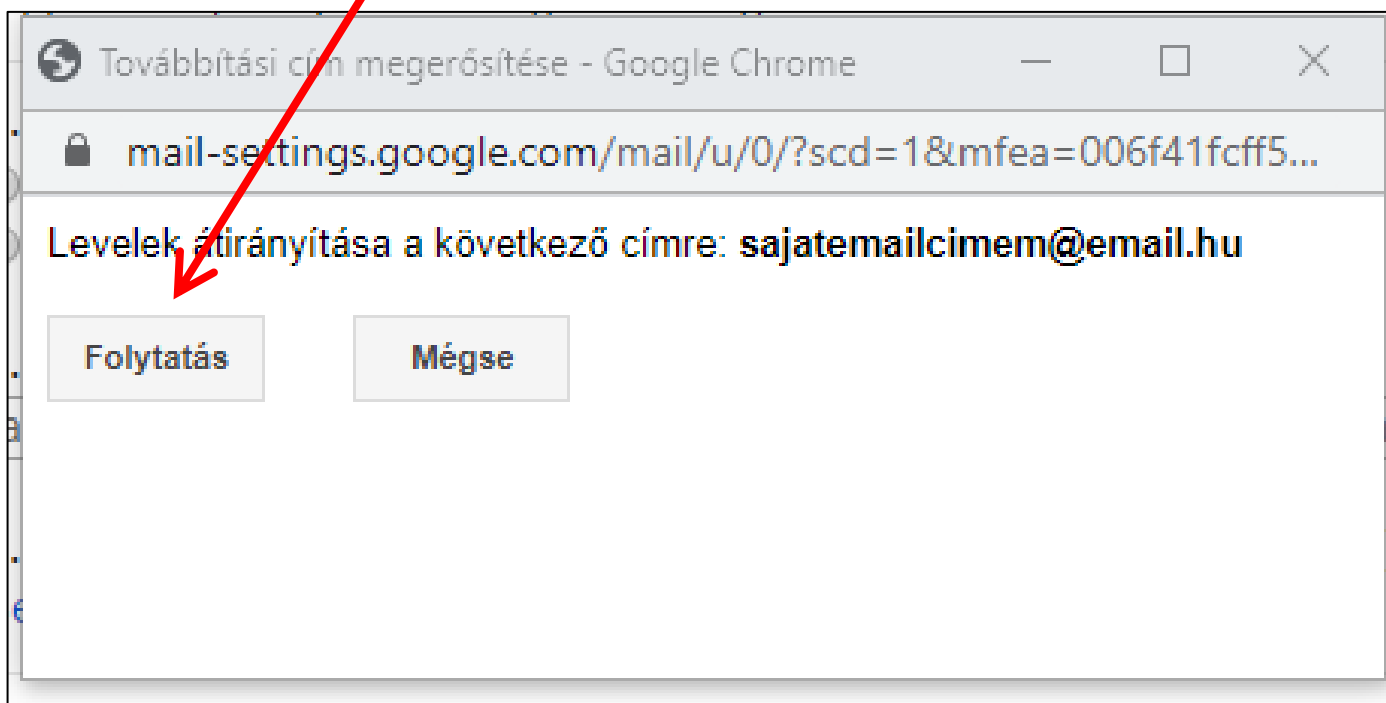 Továbbítási cím megerősítése - Google Chrome
mail-settings.google.com/mail/u/0/?scd=1&mfea=006f41fcff5...
Levelek átirányítása a következő címre: sajatemailcimem@email.hu
Folytatás Mégse